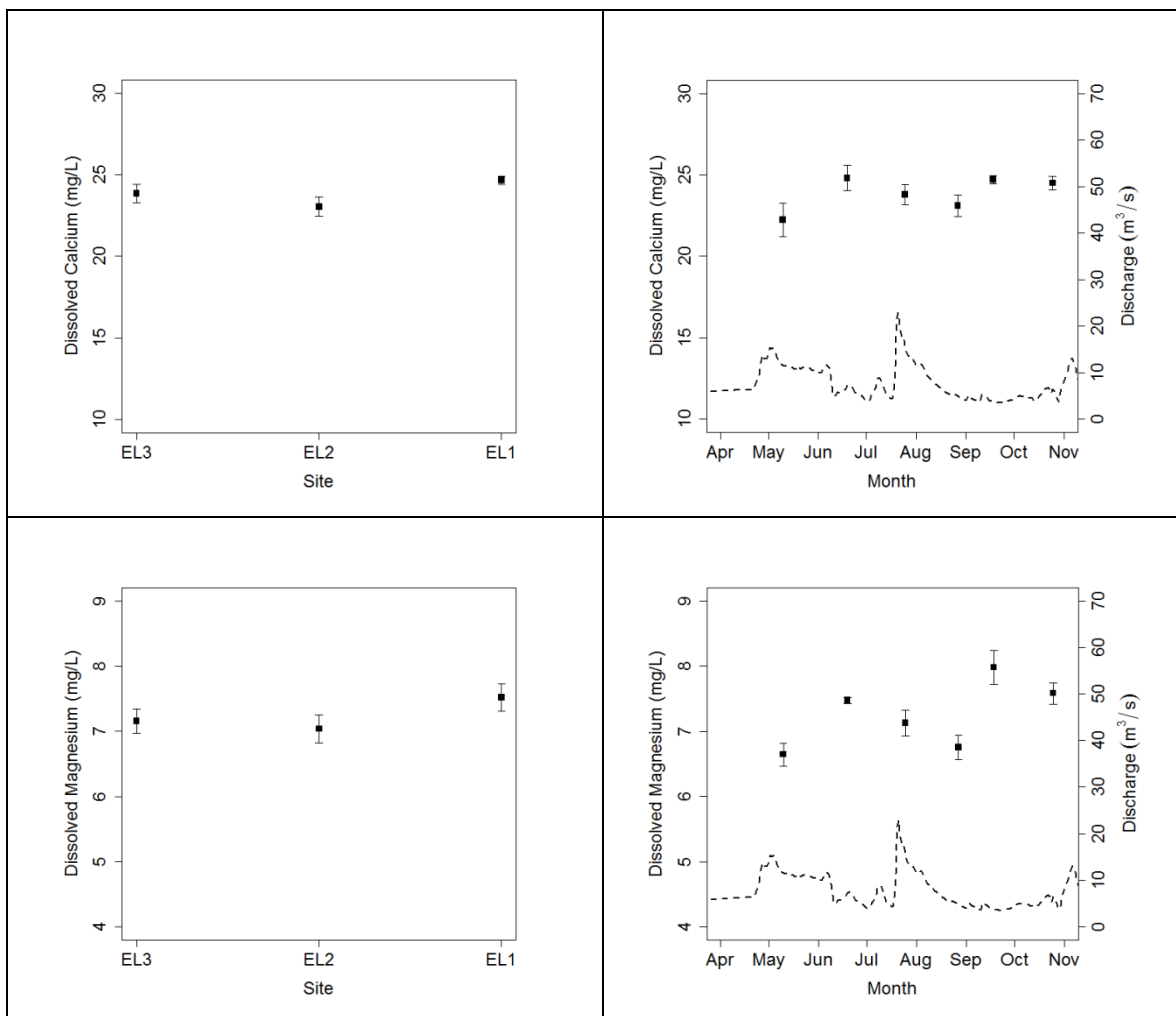 Dissolved Calcium (mg/L)
30
25
20
15
10
EL3 EL2 EL1
Site
Dissolved Calcium (mg/L)
30
25
20
15
10
70
60
50
40
30
20
10
0
Discharge (m³/s)
Apr May Jun Jul Aug Sep Oct Nov
Month
Dissolved Magnesium (mg/L)
9
8
7
6
5
4
EL3 EL2 EL1
Site
Dissolved Magnesium (mg/L)
9
8
7
6
5
4
70
60
50
40
30
20
10
0
Discharge (m³/s)
Apr May Jun Jul Aug Sep Oct Nov
Month